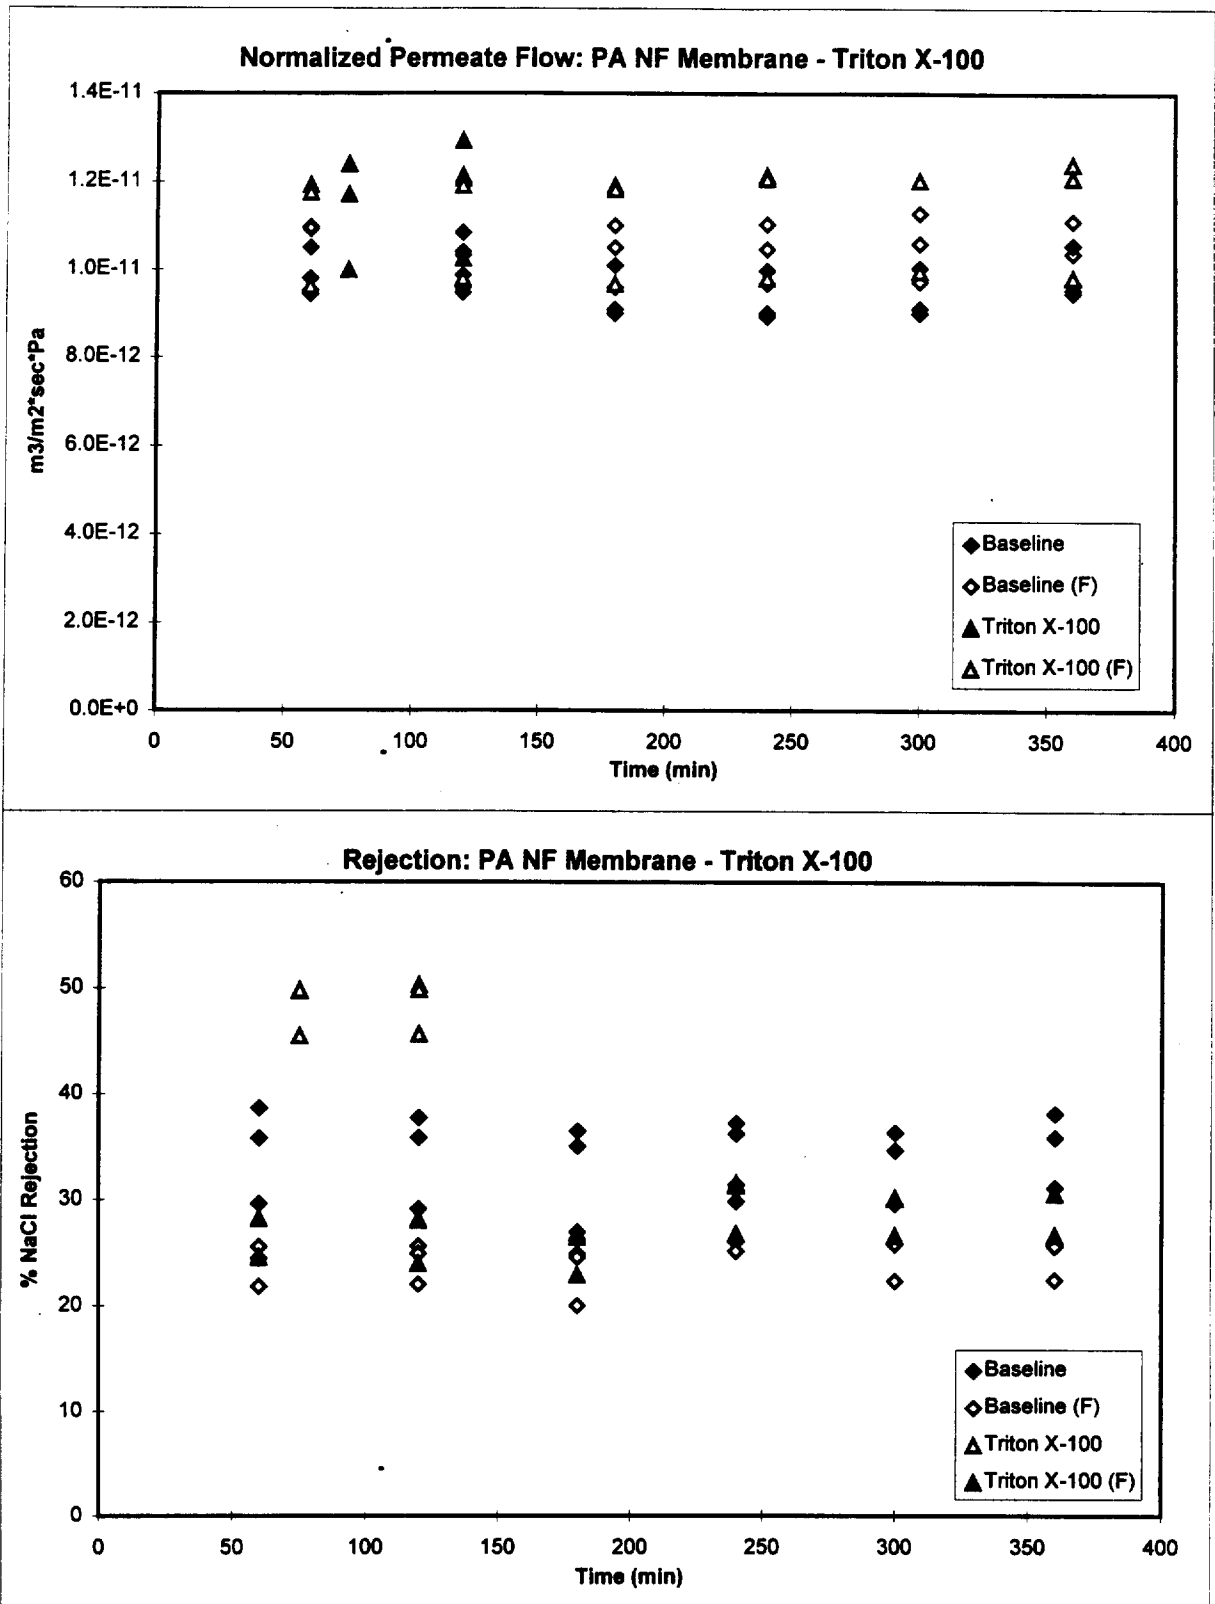 Normalized Permeate Flow: PA NF Membrane - Triton X-100
1.4E-11
1.2E-11
1.0E-11
8.0E-12
6.0E-12
4.0E-12
2.0E-12
0.0E+0
m3/m2*sec*Pa
0 50 100 150 200 250 300 350 400
Time (min)
Baseline
Baseline (F)
Triton X-100
Triton X-100 (F)
Rejection: PA NF Membrane - Triton X-100
60
50
40
30
20
10
0
% NaCl Rejection
0 50 100 150 200 250 300 350 400
Time (min)
Baseline
Baseline (F)
Triton X-100
Triton X-100 (F)